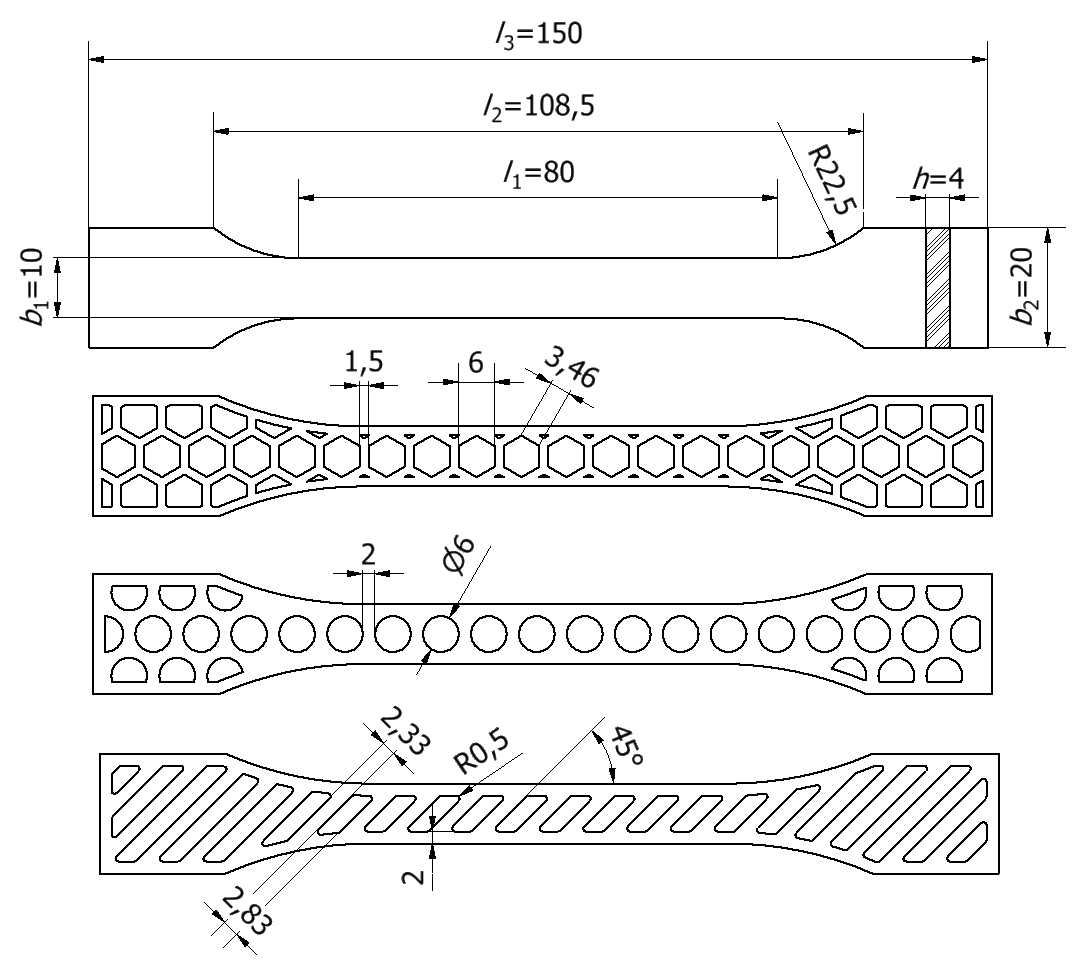 l3=150
l2=108,5
l1=80
R22,5
h=4
b1=10
b2=20
1,5
6
3,46
2
Ø6
2,33
R0,5
45°
2
2,83